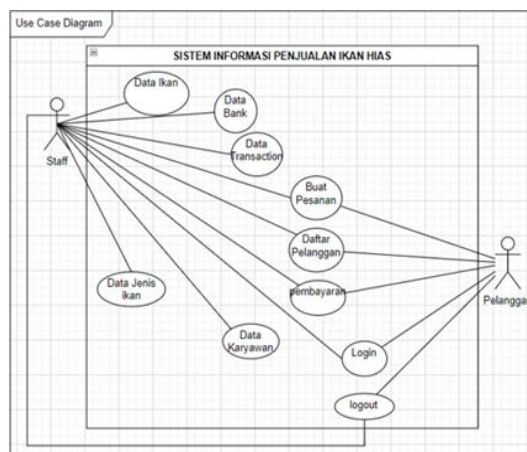 Use Case Diagram
SISTEM INFORMASI PENJUALAN IKAN HIAS
Data Ikan
Data
Bank
Data
Transaction
Staff
Buat
Pesanan
Daftar
Pelanggan
Pelanggan
Data Jenis
ikan
pembayaran
Data
Karyawan
Login
logout